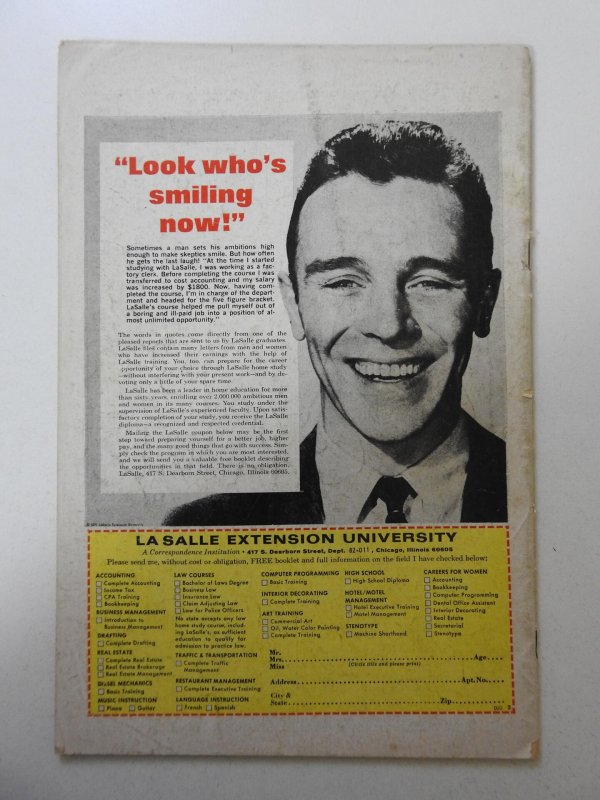 “Look who’s
smiling
now!”
Sometimes a man sets his ambitions high
enough to make skeptics smile. But how often
he gets the last laugh! “At the time I started
studying with LaSalle, I was working as a fac-
tory clerk. Before completing the course I was
transferred to cost accounting and my salary
was increased by $1800. Now, having com-
pleted the course, I’m in charge of the depart-
ment and headed for the five figure bracket.
LaSalle’s course helped me pull myself out of
a boring and ill-paid job into a position of al-
most unlimited opportunity.”
The words in quotes come directly from one of the
pleased reports that are sent to us by LaSalle graduates.
LaSalle files contain many letters from men and women
who have increased their earnings with the help of
LaSalle training. You, too, can prepare for the career
opportunity of your choice through LaSalle home study
—without interfering with your present work—and by de-
voting only a little of your spare time.
LaSalle has been a leader in home education for more
than sixty years, enrolling over 2,000,000 ambitious
men and women in its many courses. You study under the
supervision of LaSalle’s experienced faculty. Upon satis-
factory completion of your study, you receive the LaSalle
diploma—a recognized and respected credential.
Mailing the LaSalle coupon below may be the first
step toward preparing yourself for a better job, higher
pay, and the many good things that go with success. Sim-
ply check the program in which you are most interested,
and we will send you a valuable free booklet describing
the opportunities in that field. There is no obligation.
LaSalle, 417 S. Dearborn Street, Chicago, Illinois 60605.
LA SALLE EXTENSION UNIVERSITY
A Correspondence Institution • 417 S. Dearborn Street, Dept. 82-011, Chicago, Illinois 60605
Please send me, without cost or obligation, FREE booklet and full information on the field I have checked below:
ACCOUNTING
Complete Accounting
Income Tax
CPA Training
Bookkeeping
BUSINESS MANAGEMENT
Introduction to
Business Management
DRAFTING
Complete Drafting
REAL ESTATE
Complete Real Estate
Real Estate Brokerage
Real Estate Management
DIESEL MECHANICS
Basic Training
MUSIC INSTRUCTION
Piano Guitar
LAW COURSES
Bachelor of Laws Degree
Business Law
Insurance Law
Claim Adjusting Law
Law for Police Officers
No state accepts any law
home study course, includ-
ing LaSalle’s, as sufficient
education to qualify for
admission to practice law.
TRAFFIC & TRANSPORTATION
Complete Traffic
Management
RESTAURANT MANAGEMENT
Complete Executive Training
LANGUAGE INSTRUCTION
French Spanish
COMPUTER PROGRAMMING
Basic Training
INTERIOR DECORATING
Complete Training
ART TRAINING
Commercial Art
Oil, Water Color Painting
Complete Training
HIGH SCHOOL
High School Diploma
HOTEL/MOTEL
MANAGEMENT
Hotel Executive Training
Motel Management
STENOTYPE
Machine Shorthand
CAREERS FOR WOMEN
Accounting
Bookkeeping
Computer Programming
Dental Office Assistant
Interior Decorating
Real Estate
Secretarial
Stenotype
Mr.
Mrs. Age
Miss (Circle title and please print)
Address Apt. No.
City &
State Zip